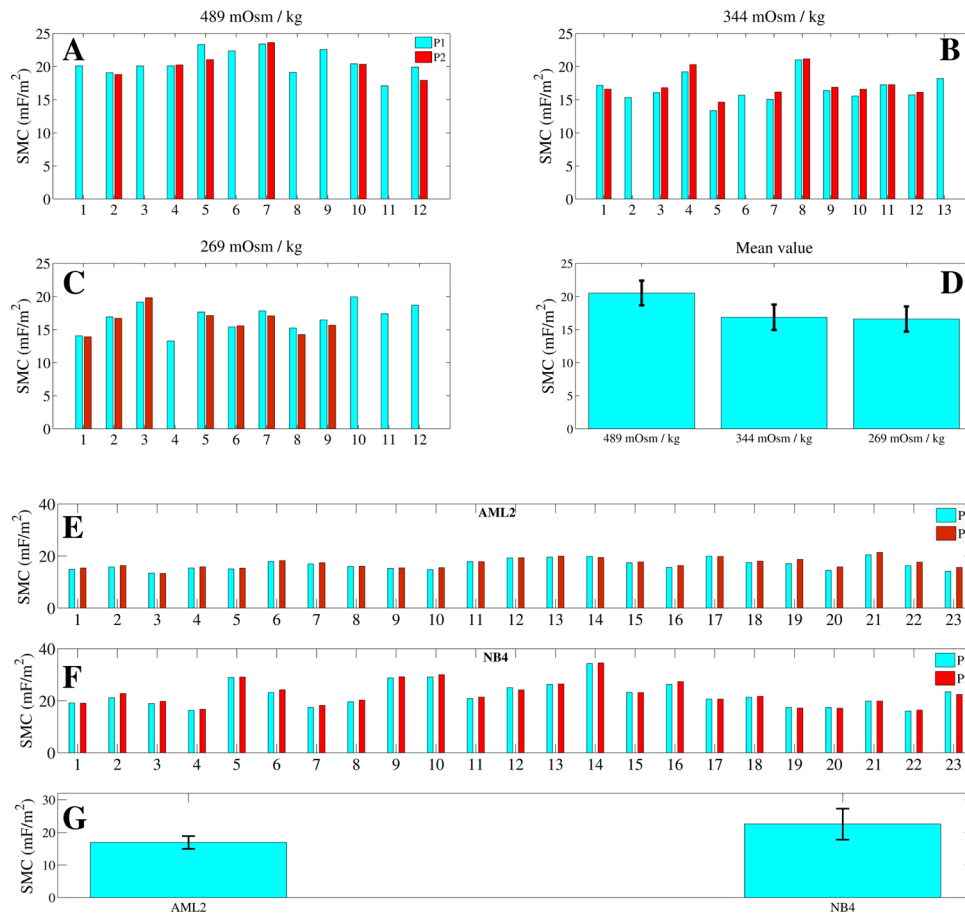 489 mOsm / kg
A
P1
P2
SMC (mF/m²)
25
20
15
10
5
0
1 2 3 4 5 6 7 8 9 10 11 12
344 mOsm / kg
B
SMC (mF/m²)
25
20
15
10
5
0
1 2 3 4 5 6 7 8 9 10 11 12 13
269 mOsm / kg
C
SMC (mF/m²)
25
20
15
10
5
0
1 2 3 4 5 6 7 8 9 10 11 12
Mean value
D
SMC (mF/m²)
25
20
15
10
5
0
489 mOsm / kg 344 mOsm / kg 269 mOsm / kg
E
AML2
P
P
SMC (mF/m²)
40
20
0
1 2 3 4 5 6 7 8 9 10 11 12 13 14 15 16 17 18 19 20 21 22 23
F
NB4
P
P
SMC (mF/m²)
40
20
0
1 2 3 4 5 6 7 8 9 10 11 12 13 14 15 16 17 18 19 20 21 22 23
G
SMC (mF/m²)
30
20
10
0
AML2 NB4